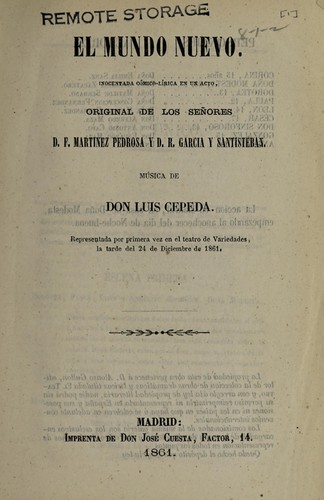 REMOTE STORAGE
EL MUNDO NUEVO.
INOCENTADA CÓMICO-LÍRICA EN UN ACTO,
ORIGINAL DE LOS SEÑORES
D. F. MARTINEZ PEDROSA Y D. R. GARCIA Y SANTISTEBAN.
MÚSICA DE
DON LUIS CEPEDA.
Representada por primera vez en el teatro de Variedades,
la tarde del 24 de Diciembre de 1861.
MADRID:
IMPRENTA DE DON JOSÉ CUESTA, FACTOR, 14.
1861.